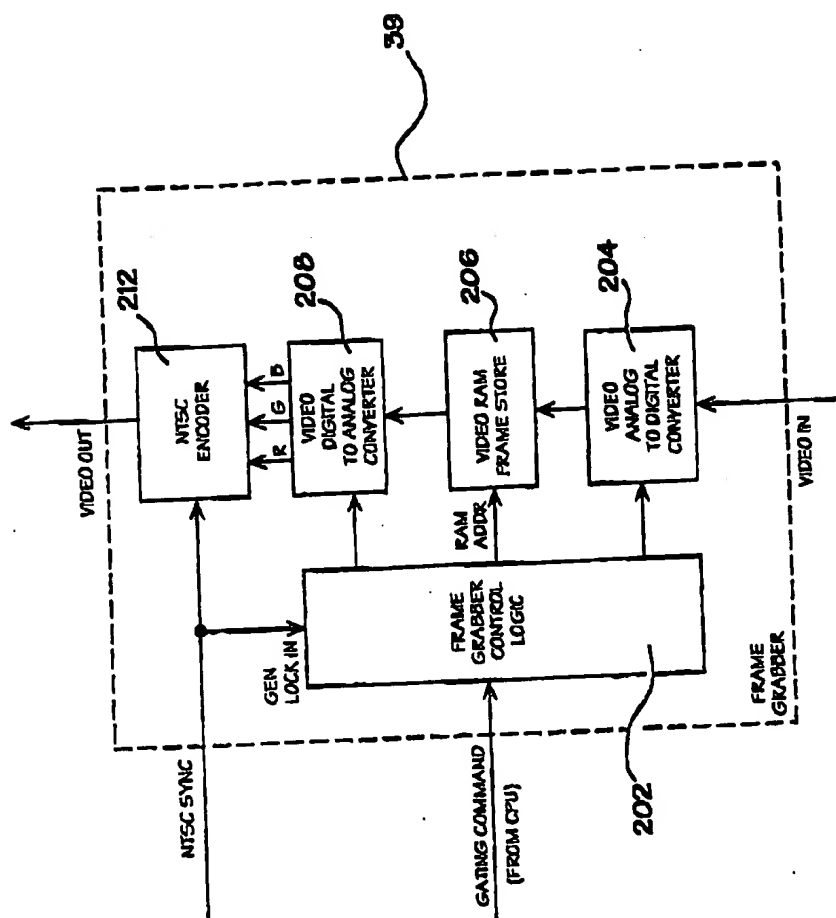 39
VIDEO OUT
212
NTSC
ENCODER
R
G
B
208
VIDEO
DIGITAL
TO ANALOG
CONVERTER
206
VIDEO RAM
FRAME STORE
204
VIDEO
ANALOG
TO DIGITAL
CONVERTER
VIDEO IN
RAM
ADDR
GEN
LOCK IN
FRAME
GRABBER
CONTROL
LOGIC
202
FRAME
GRABBER
NTSC SYNC
GATING COMMAND
(FROM CPU)